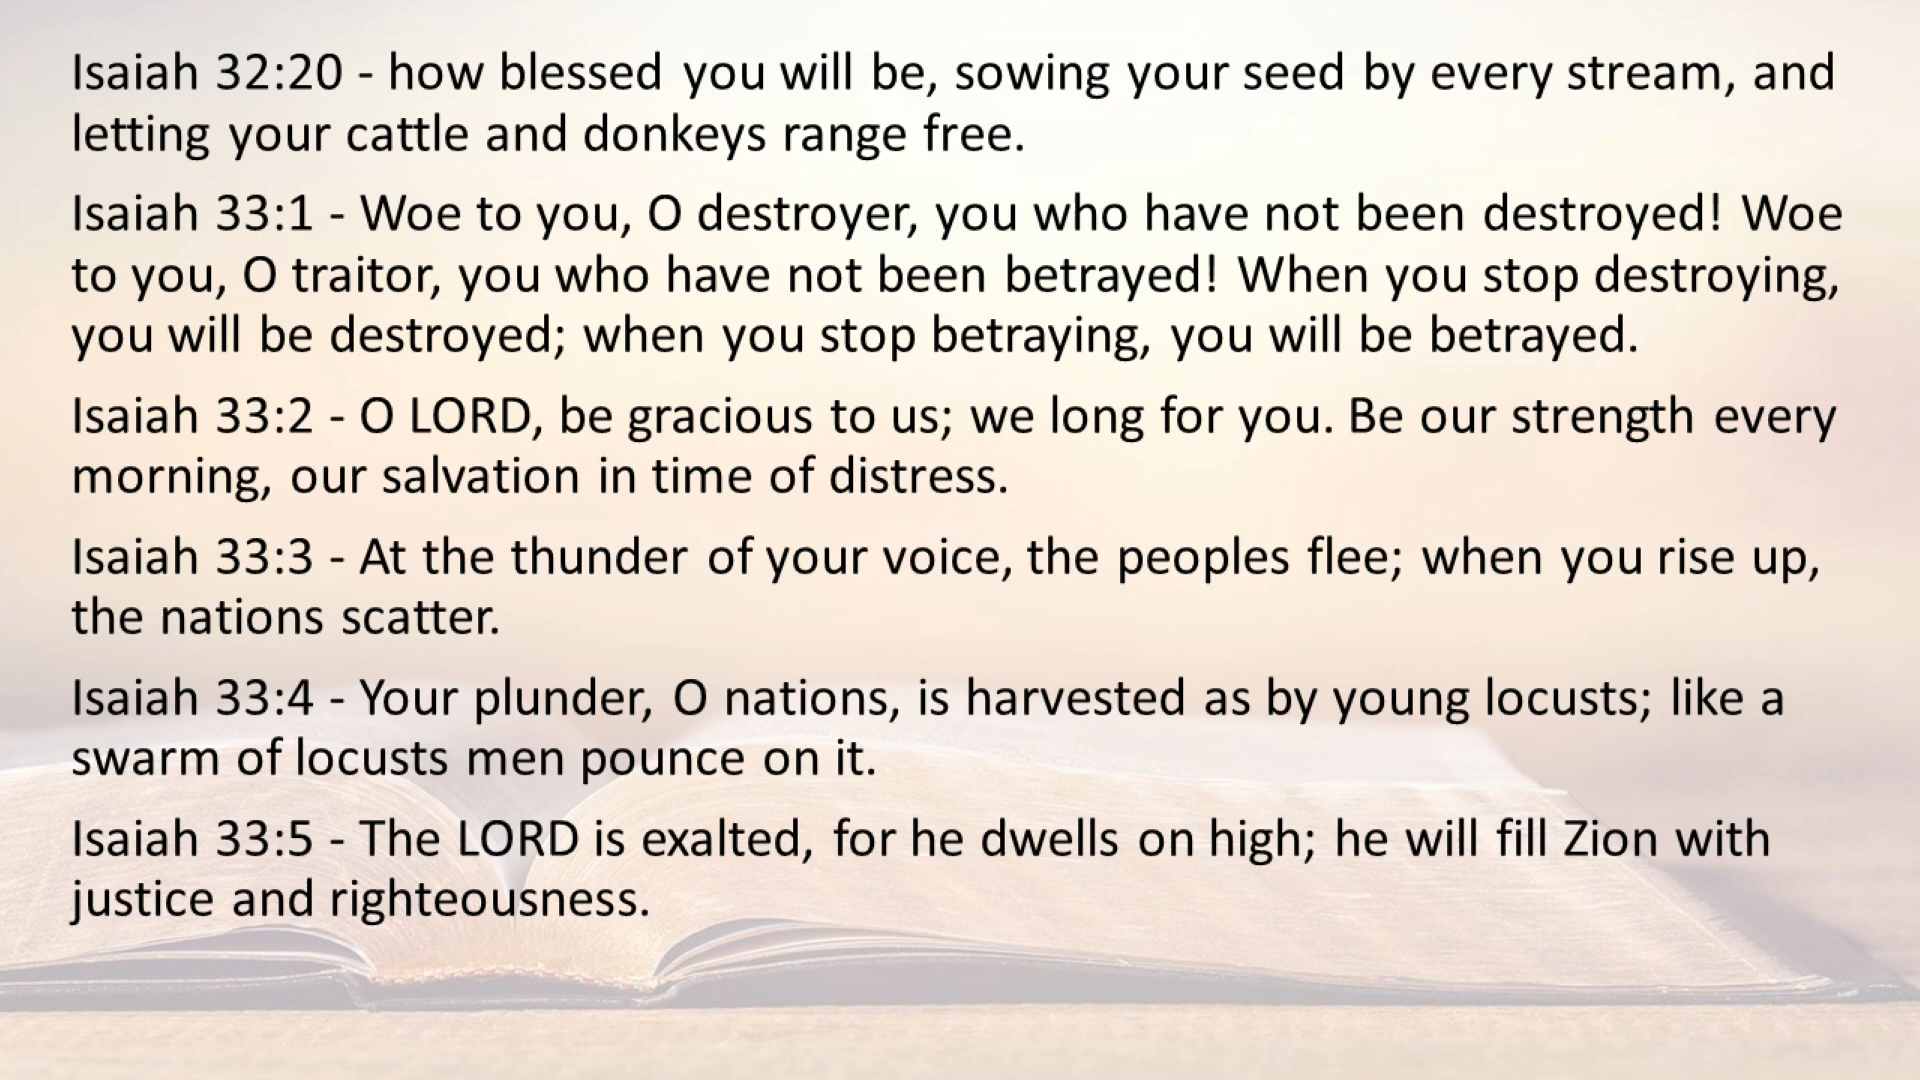 Isaiah 32:20 - how blessed you will be, sowing your seed by every stream, and
letting your cattle and donkeys range free.
Isaiah 33:1 - Woe to you, O destroyer, you who have not been destroyed! Woe
to you, O traitor, you who have not been betrayed! When you stop destroying,
you will be destroyed; when you stop betraying, you will be betrayed.
Isaiah 33:2 - O LORD, be gracious to us; we long for you. Be our strength every
morning, our salvation in time of distress.
Isaiah 33:3 - At the thunder of your voice, the peoples flee; when you rise up,
the nations scatter.
Isaiah 33:4 - Your plunder, O nations, is harvested as by young locusts; like a
swarm of locusts men pounce on it.
Isaiah 33:5 - The LORD is exalted, for he dwells on high; he will fill Zion with
justice and righteousness.